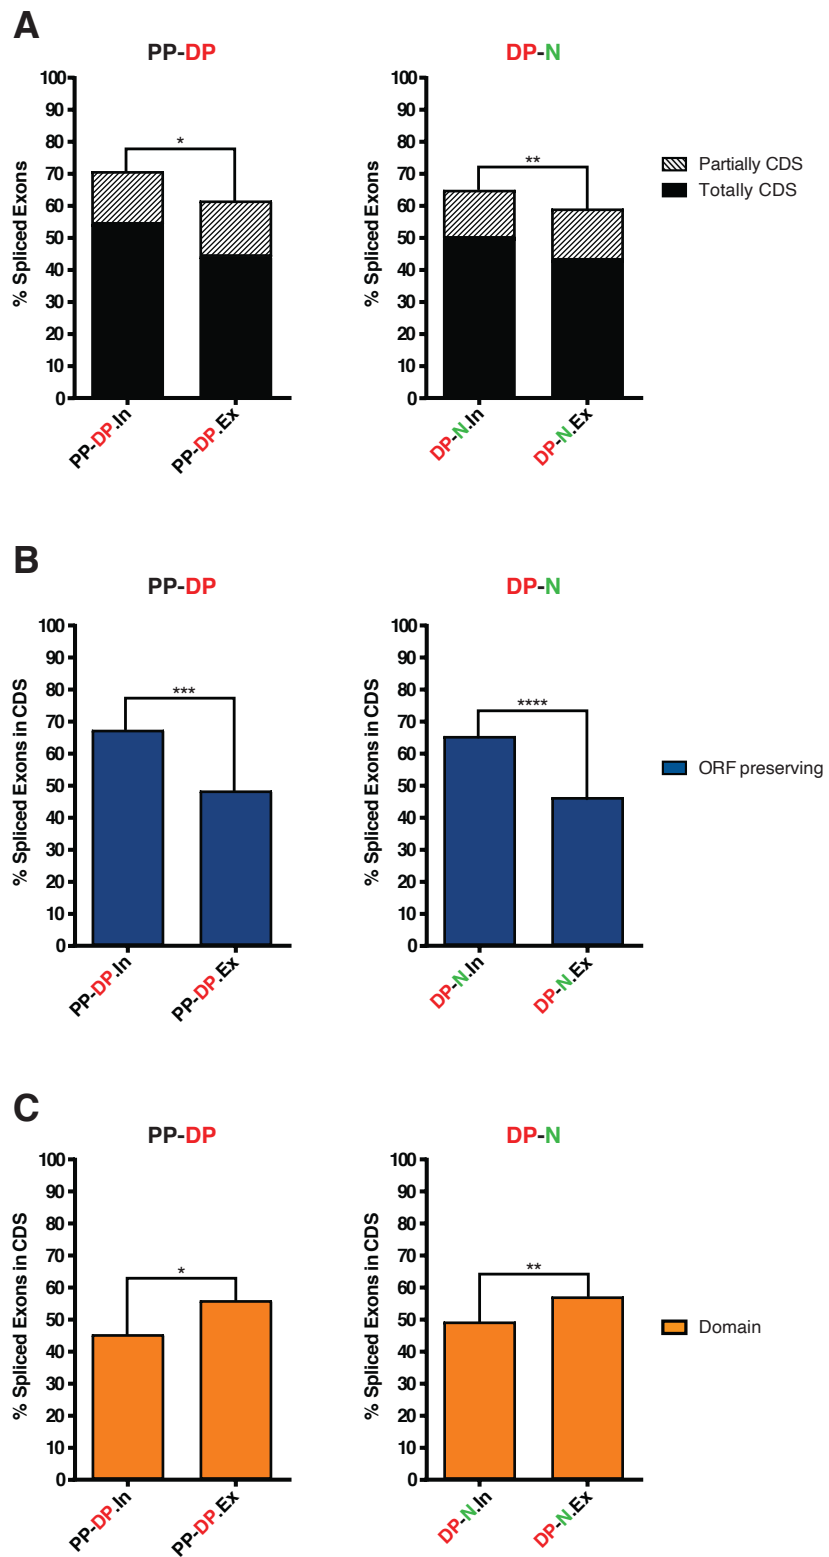 A
PP-DP
DP-N
% Spliced Exons
100
90
80
70
60
50
40
30
20
10
0
*
PP-DP.In
PP-DP.Ex
% Spliced Exons
100
90
80
70
60
50
40
30
20
10
0
**
DP-N.In
DP-N.Ex
Partially CDS
Totally CDS
B
PP-DP
DP-N
% Spliced Exons in CDS
100
90
80
70
60
50
40
30
20
10
0
***
PP-DP.In
PP-DP.Ex
% Spliced Exons in CDS
100
90
80
70
60
50
40
30
20
10
0
****
DP-N.In
DP-N.Ex
ORF preserving
C
PP-DP
DP-N
% Spliced Exons in CDS
100
90
80
70
60
50
40
30
20
10
0
*
PP-DP.In
PP-DP.Ex
% Spliced Exons in CDS
100
90
80
70
60
50
40
30
20
10
0
**
DP-N.In
DP-N.Ex
Domain